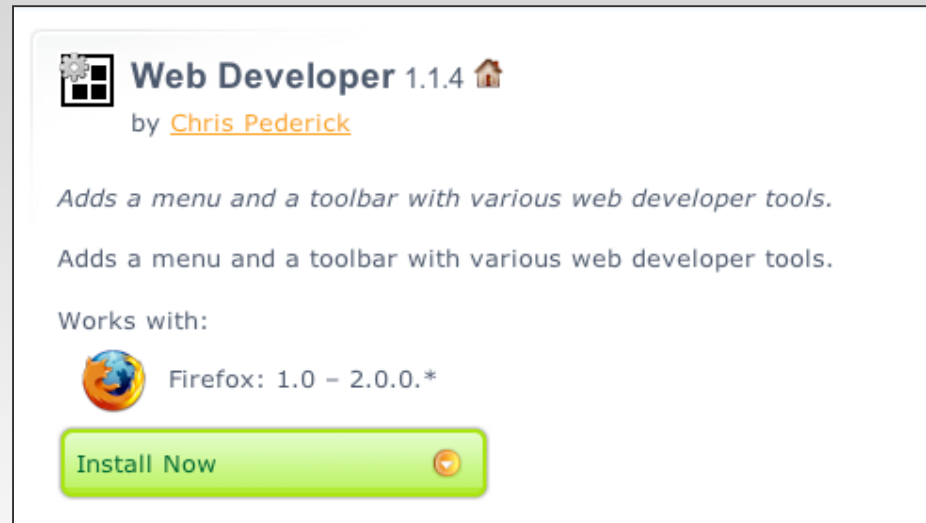 Web Developer 1.1.4
by Chris Pederick
Adds a menu and a toolbar with various web developer tools.
Adds a menu and a toolbar with various web developer tools.
Works with:
Firefox: 1.0 – 2.0.0.*
Install Now